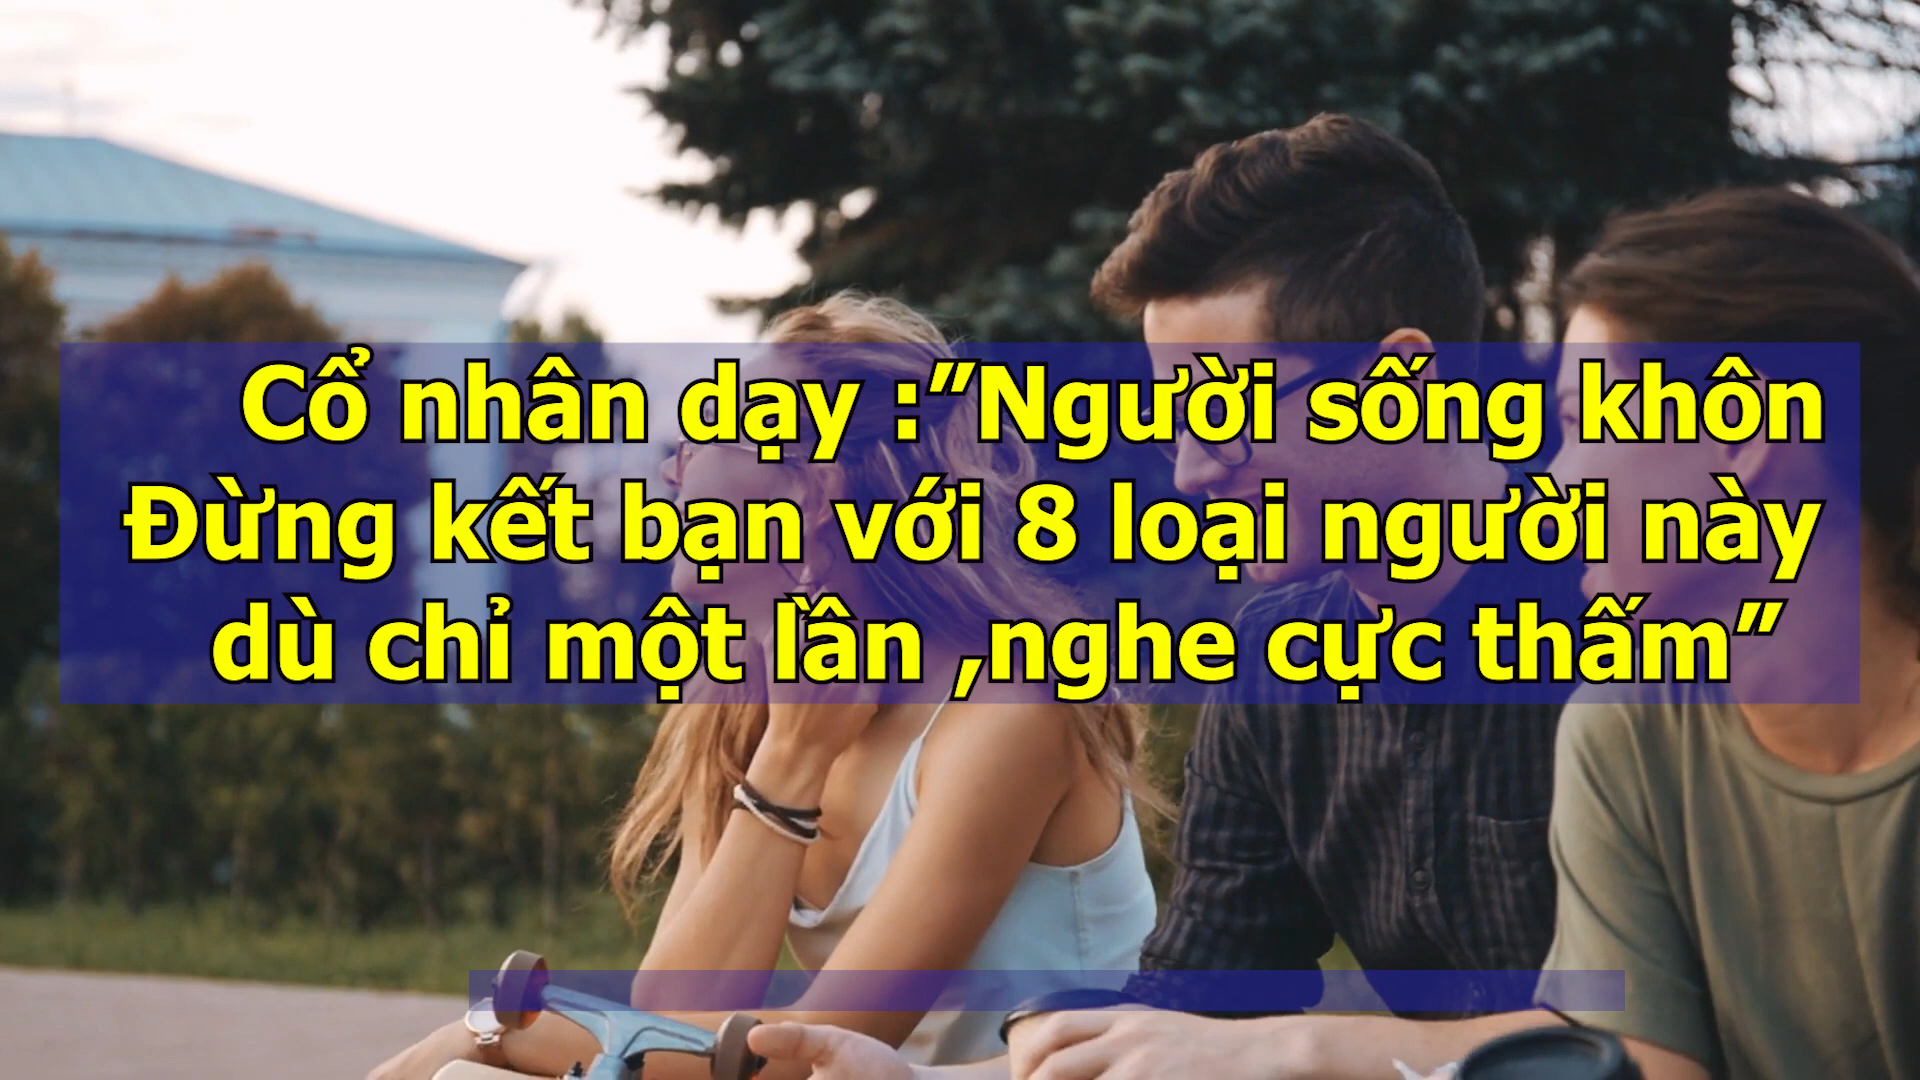 Cổ nhân dạy :”Người sống khôn
Đừng kết bạn với 8 loại người này
dù chỉ một lần ,nghe cực thấm”